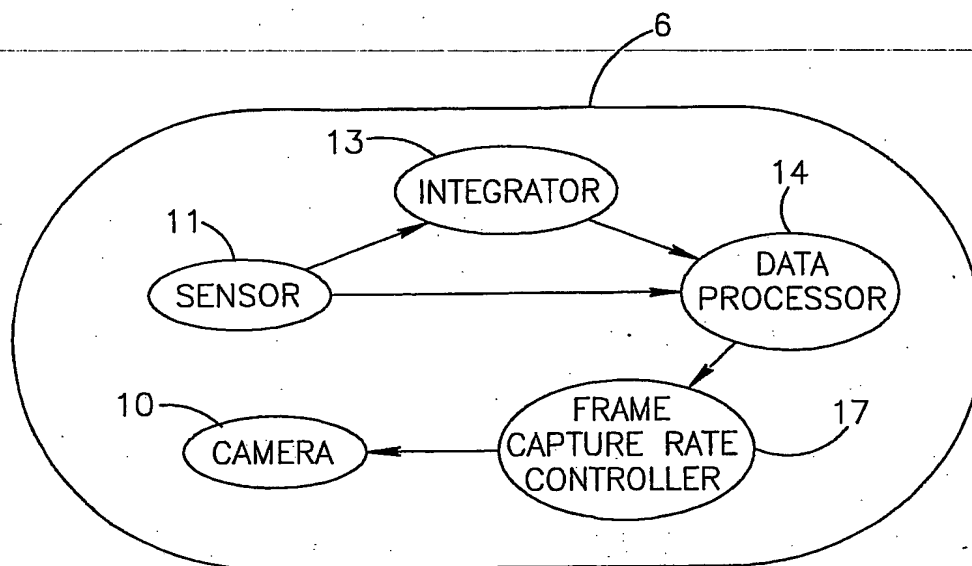 6
13
INTEGRATOR
14
11
DATA
PROCESSOR
SENSOR
10
FRAME
CAPTURE RATE
CONTROLLER
17
CAMERA